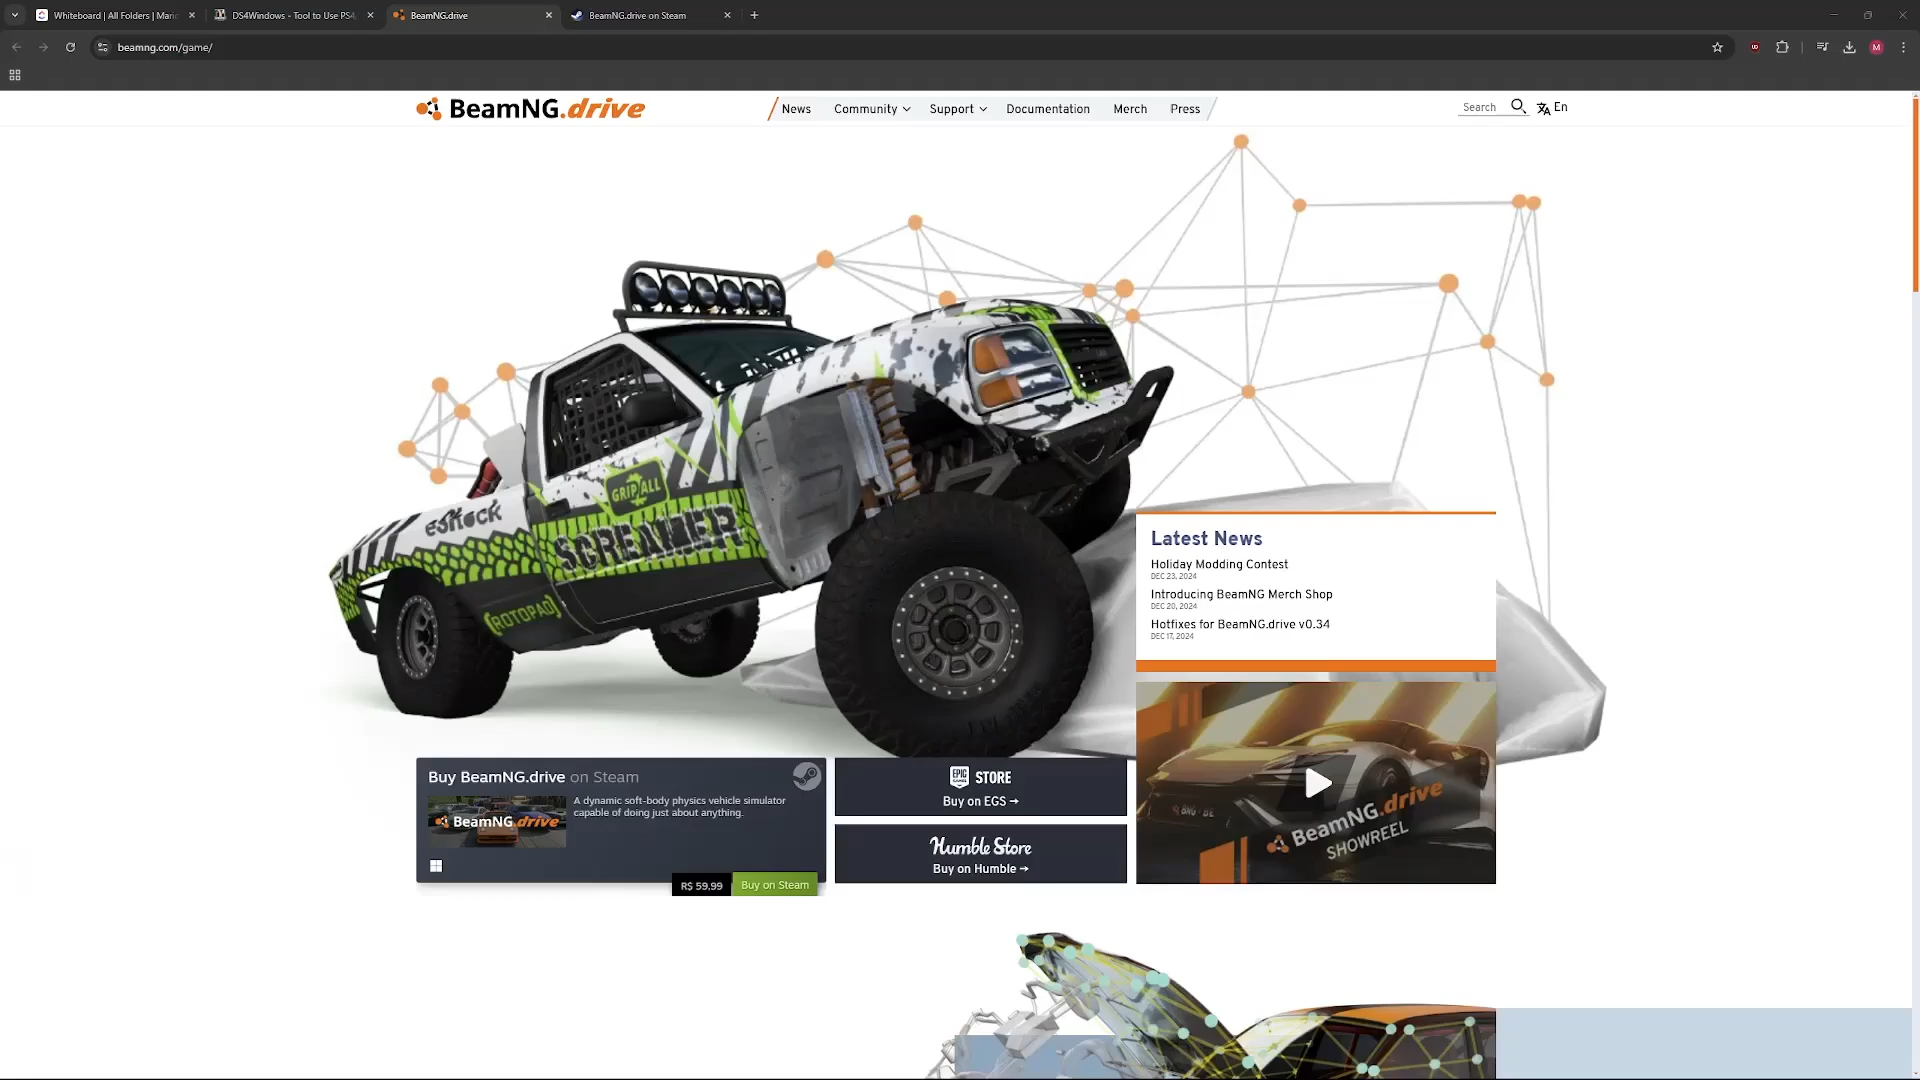 Whiteboard | All Folders | Maric
DS4Windows - Tool to Use PS4
BeamNG.drive
BeamNG.drive on Steam
beamng.com/game/
M
BeamNG.drive
News
Community
Support
Documentation
Merch
Press
Search
En
GRIP ALL
SCREAMER
(ROTOPAD)
Latest News
Holiday Modding Contest
DEC 23, 2024
Introducing BeamNG Merch Shop
DEC 20, 2024
Hotfixes for BeamNG.drive v0.34
DEC 17, 2024
Buy BeamNG.drive on Steam
BeamNG.drive
A dynamic soft-body physics vehicle simulator
capable of doing just about anything.
R$ 59,99
Buy on Steam
EPIC GAMES
STORE
Buy on EGS →
Humble Store
Buy on Humble →
BNG - BE
BeamNG.drive
SHOWREEL